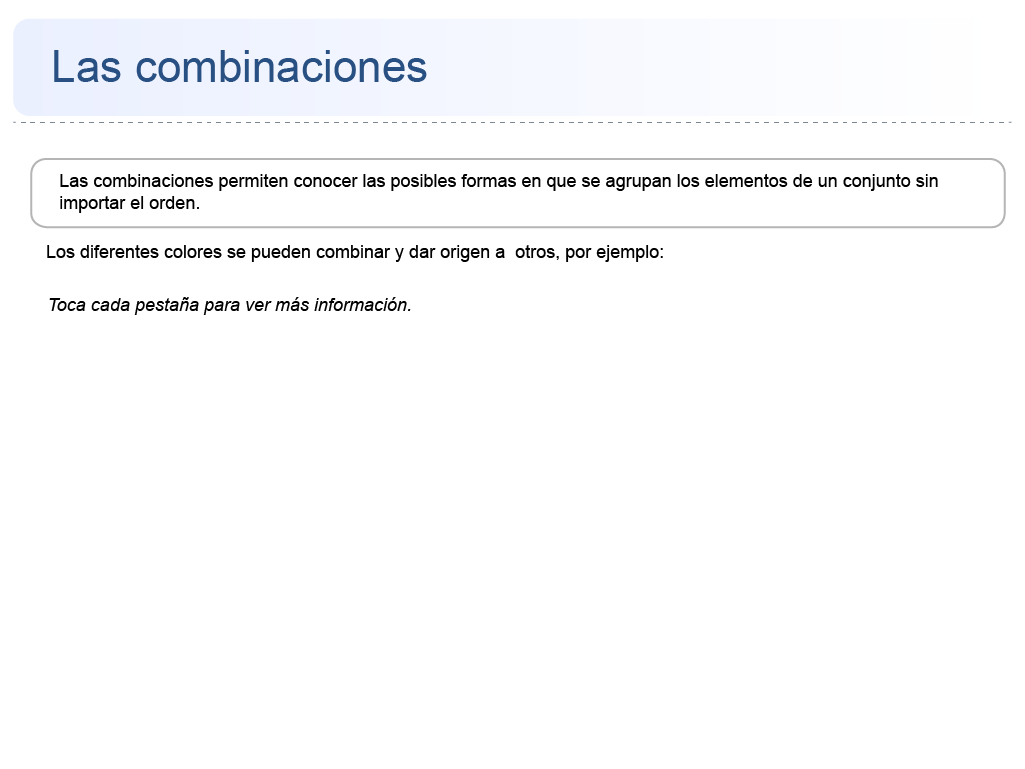 Las combinaciones
Las combinaciones permiten conocer las posibles formas en que se agrupan los elementos de un conjunto sin
importar el orden.
Los diferentes colores se pueden combinar y dar origen a  otros, por ejemplo:
Toca cada pestaña para ver más información.